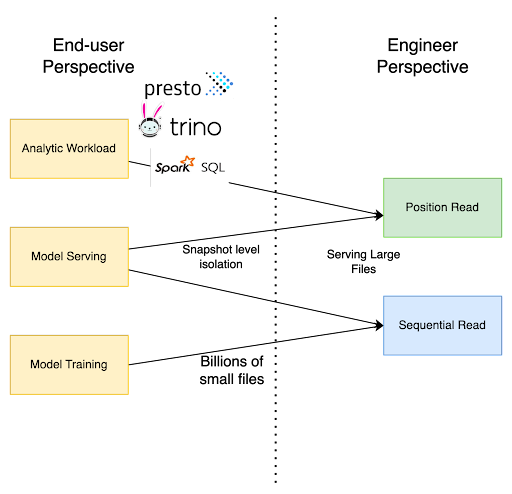 End-user
Perspective
Engineer
Perspective
presto
trino
Spark SQL
Analytic Workload
Position Read
Model Serving
Snapshot level
isolation
Serving Large
Files
Sequential Read
Model Training
Billions of
small files